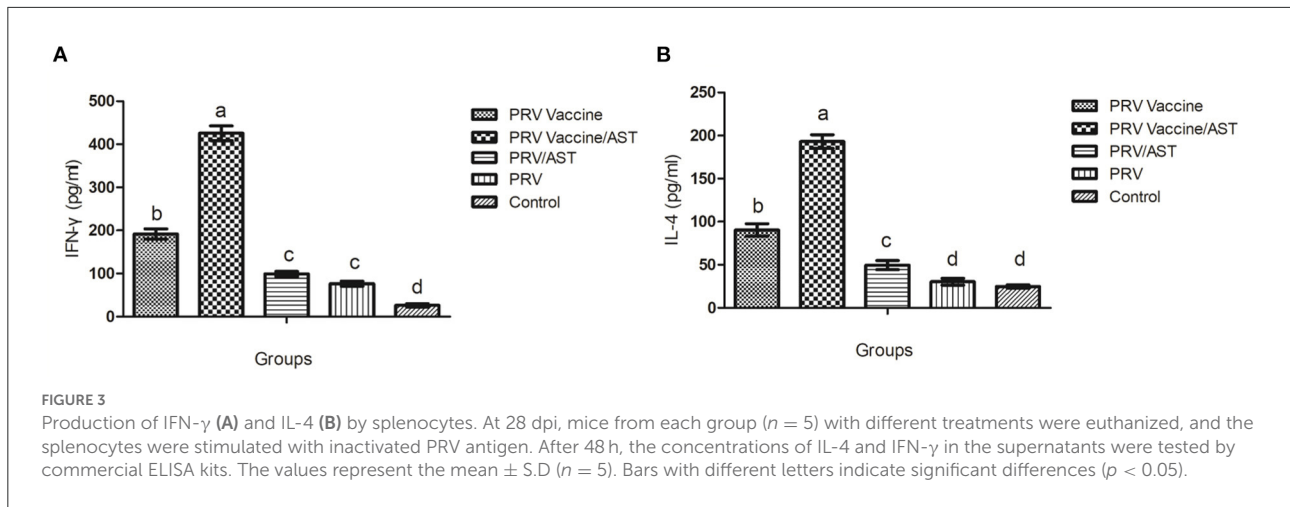 A
500
400
300
200
100
0
IFN-γ (pg/ml)
b
a
c
c
d
Groups
PRV Vaccine
PRV Vaccine/AST
PRV/AST
PRV
Control
B
250
200
150
100
50
0
IL-4 (pg/ml)
b
a
c
d
d
Groups
PRV Vaccine
PRV Vaccine/AST
PRV/AST
PRV
Control
FIGURE 3
Production of IFN-γ (A) and IL-4 (B) by splenocytes. At 28 dpi, mice from each group (n = 5) with different treatments were euthanized, and the
splenocytes were stimulated with inactivated PRV antigen. After 48 h, the concentrations of IL-4 and IFN-γ in the supernatants were tested by
commercial ELISA kits. The values represent the mean ± S.D (n = 5). Bars with different letters indicate significant differences (p < 0.05).